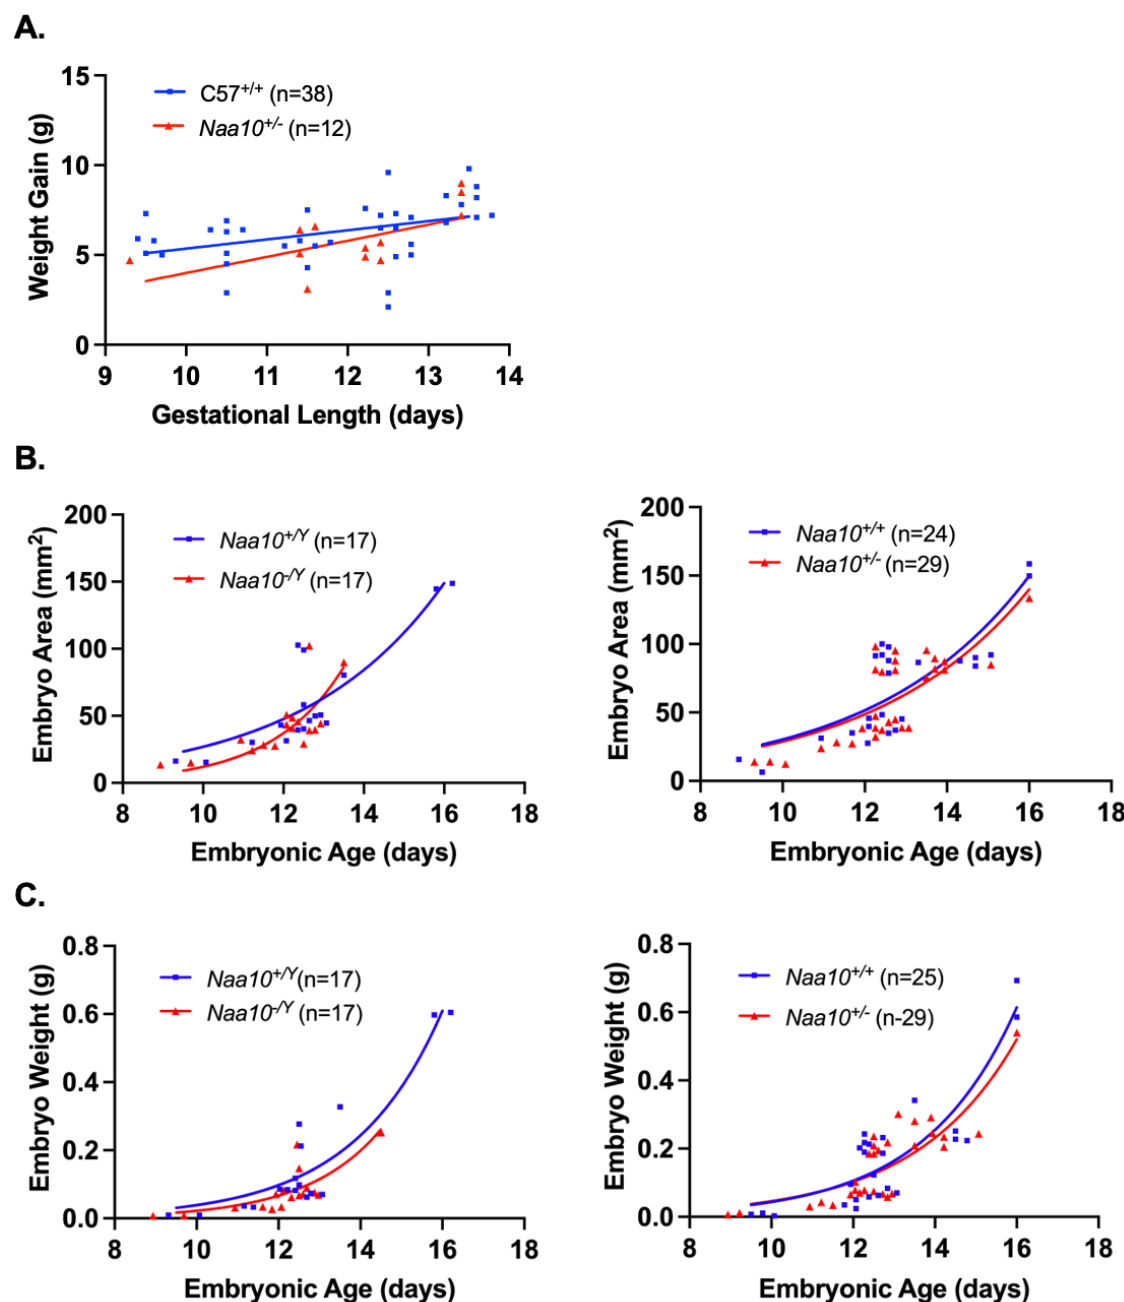 A.
15
10
5
0
Weight Gain (g)
C57+/+ (n=38)
Naa10+/- (n=12)
9 10 11 12 13 14
Gestational Length (days)
B.
200
150
100
50
0
Embryo Area (mm2)
Naa10+/Y (n=17)
Naa10-/Y (n=17)
8 10 12 14 16 18
Embryonic Age (days)
200
150
100
50
0
Embryo Area (mm2)
Naa10+/+ (n=24)
Naa10+/- (n=29)
8 10 12 14 16 18
Embryonic Age (days)
C.
0.8
0.6
0.4
0.2
0.0
Embryo Weight (g)
Naa10+/Y(n=17)
Naa10-/Y (n=17)
8 10 12 14 16 18
Embryonic Age (days)
0.8
0.6
0.4
0.2
0.0
Embryo Weight (g)
Naa10+/+ (n=25)
Naa10+/- (n-29)
8 10 12 14 16 18
Embryonic Age (days)